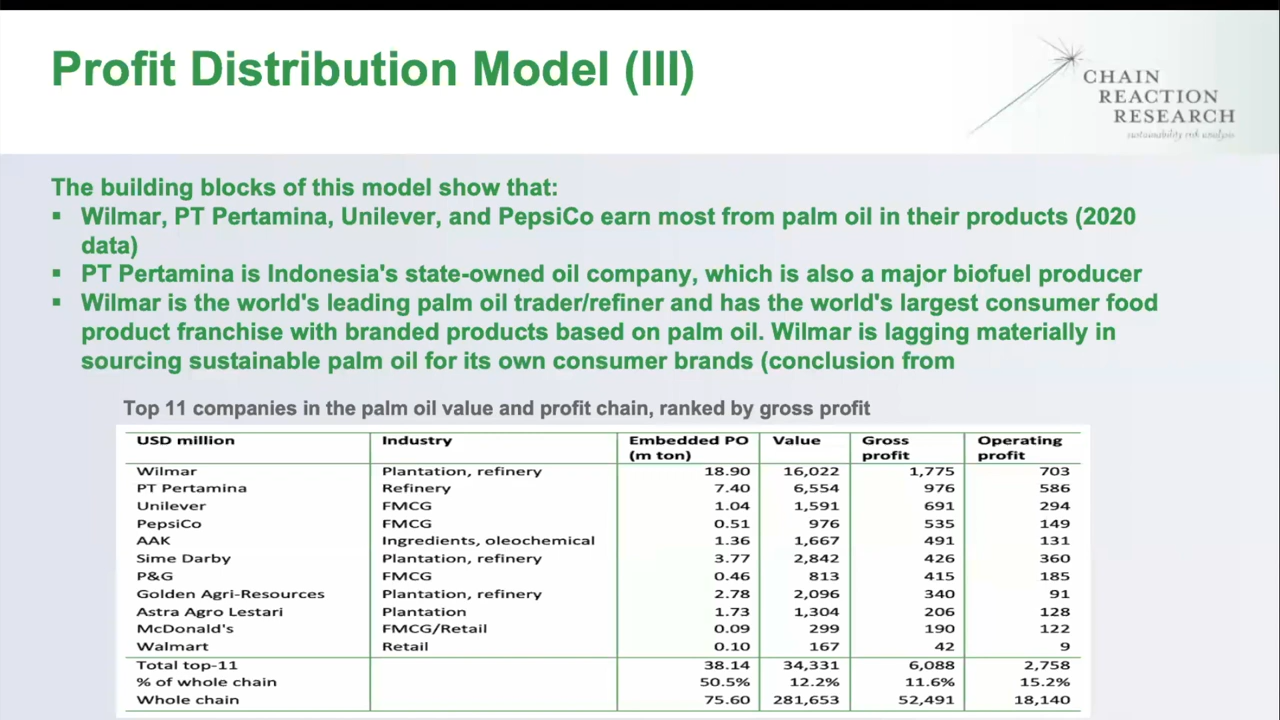 Profit Distribution Model (III)
CHAIN
REACTION
RESEARCH
sustainability risk analysis
The building blocks of this model show that:
▪ Wilmar, PT Pertamina, Unilever, and PepsiCo earn most from palm oil in their products (2020
data)
▪ PT Pertamina is Indonesia's state-owned oil company, which is also a major biofuel producer
▪ Wilmar is the world's leading palm oil trader/refiner and has the world's largest consumer food
product franchise with branded products based on palm oil. Wilmar is lagging materially in
sourcing sustainable palm oil for its own consumer brands (conclusion from
Top 11 companies in the palm oil value and profit chain, ranked by gross profit
USD million Industry Embedded PO Value Gross Operating
(m ton) profit profit
Wilmar Plantation, refinery 18.90 16,022 1,775 703
PT Pertamina Refinery 7.40 6,554 976 586
Unilever FMCG 1.04 1,591 691 294
PepsiCo FMCG 0.51 976 535 149
AAK Ingredients, oleochemical 1.36 1,667 491 131
Sime Darby Plantation, refinery 3.77 2,842 426 360
P&G FMCG 0.46 813 415 185
Golden Agri-Resources Plantation, refinery 2.78 2,096 340 91
Astra Agro Lestari Plantation 1.73 1,304 206 128
McDonald's FMCG/Retail 0.09 299 190 122
Walmart Retail 0.10 167 42 9
Total top-11 38.14 34,331 6,088 2,758
% of whole chain 50.5% 12.2% 11.6% 15.2%
Whole chain 75.60 281,653 52,491 18,140